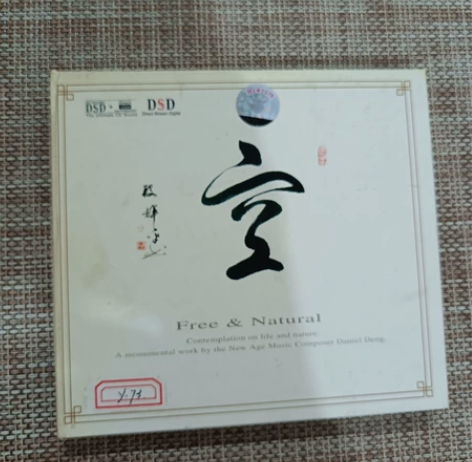 DSD
DSD
空
Free & Natural
Contemplation on life and nature.
A monumental work by the New Age Music Composer Daniel Deng.
Y-73